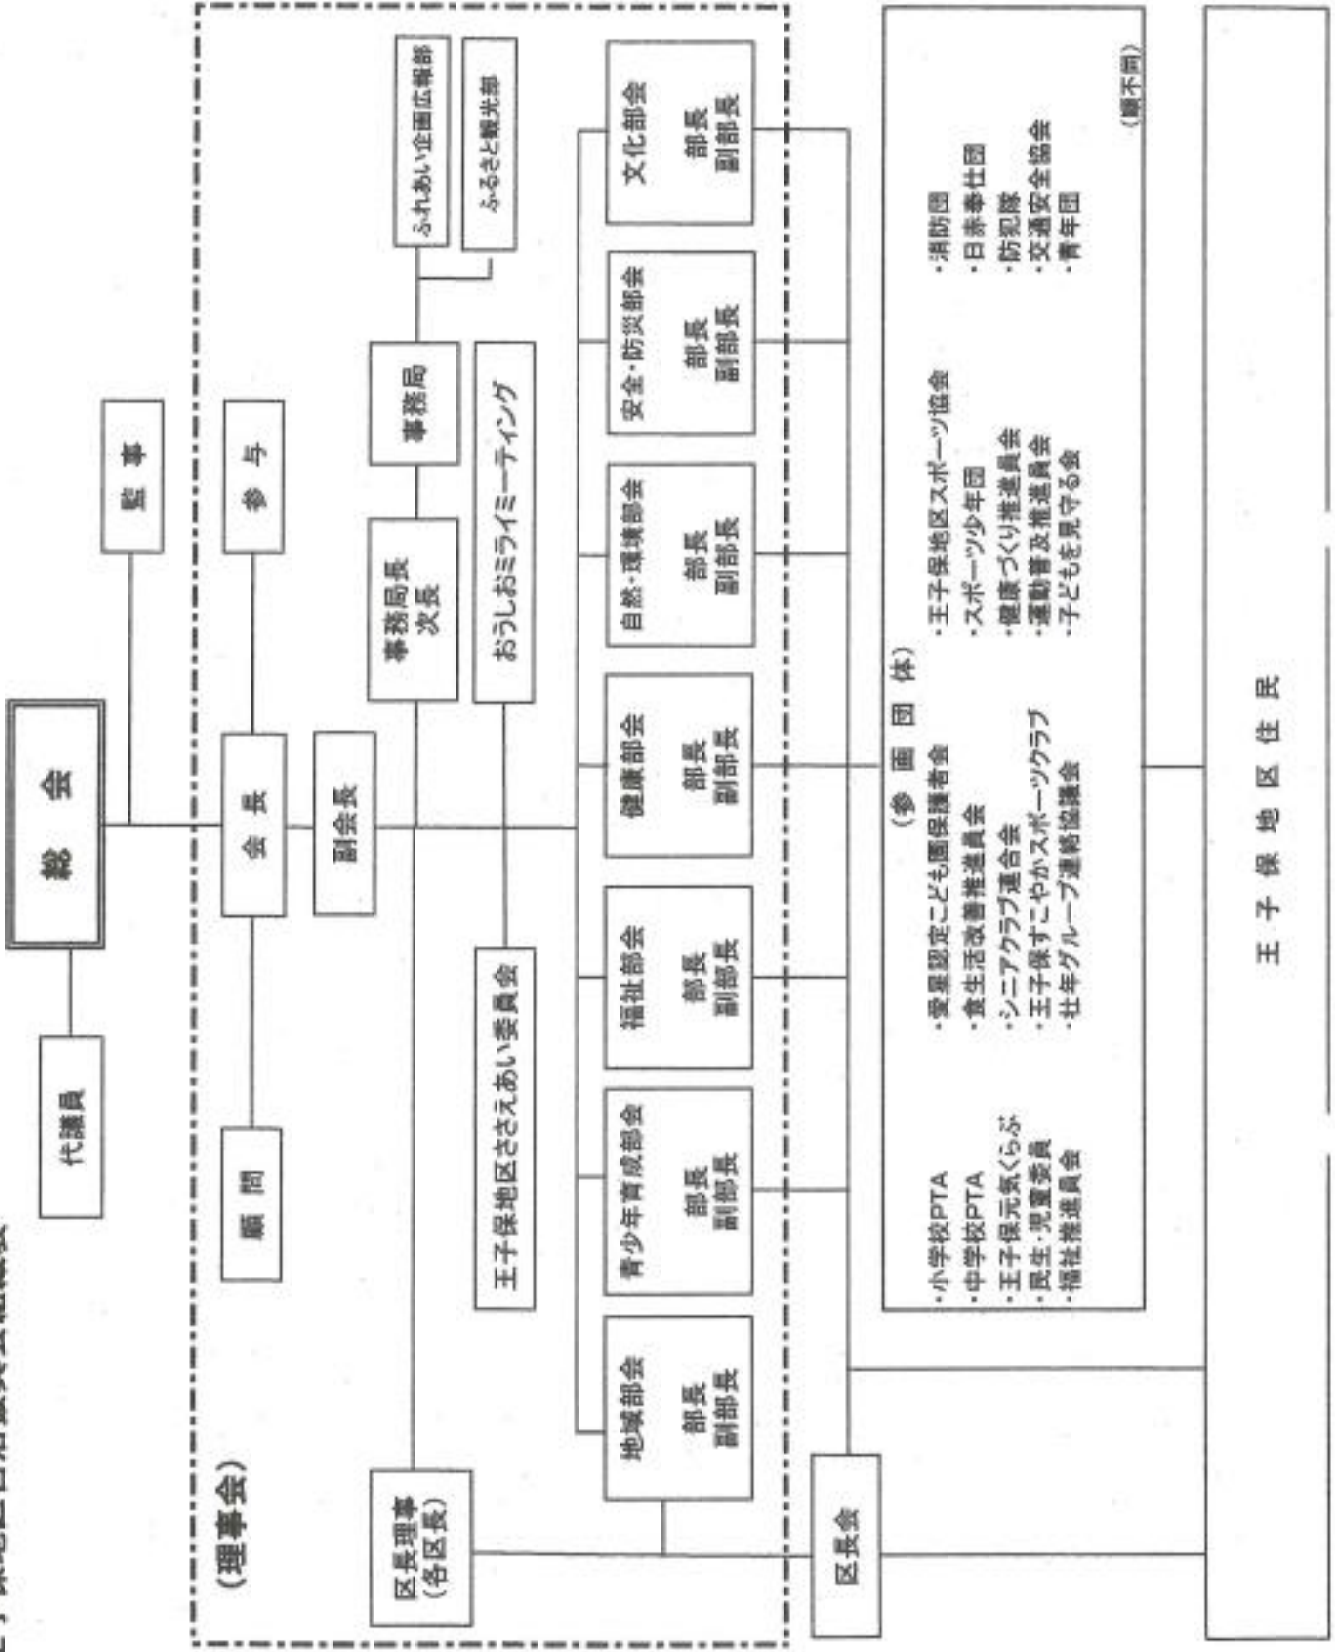 総会
代議員
監事
(理事会)
顧問
会長
参与
副会長
区長理事
(各区長)
事務局長
次長
事務局
ふれあい企画広報部
ふるさと観光部
王子保地区ささえあい委員会
おうしおミライミーティング
地域部会
部長
副部長
青少年育成部会
部長
副部長
福祉部会
部長
副部長
健康部会
部長
副部長
自然・環境部会
部長
副部長
安全・防災部会
部長
副部長
文化部会
部長
副部長
区長会
(参画団体)
・小学校PTA
・中学校PTA
・王子保元気くらぶ
・民生・児童委員
・福祉推進員会
・愛星認定こども園保護者会
・食生活改善推進員会
・シニアクラブ連合会
・王子保すこやかスポーツクラブ
・壮年グループ連絡協議会
・王子保地区スポーツ協会
・スポーツ少年団
・健康づくり推進員会
・運動普及推進員会
・子どもを見守る会
・消防団
・日赤奉仕団
・防犯隊
・交通安全協会
・青年団
(順不同)
王子保地区住民